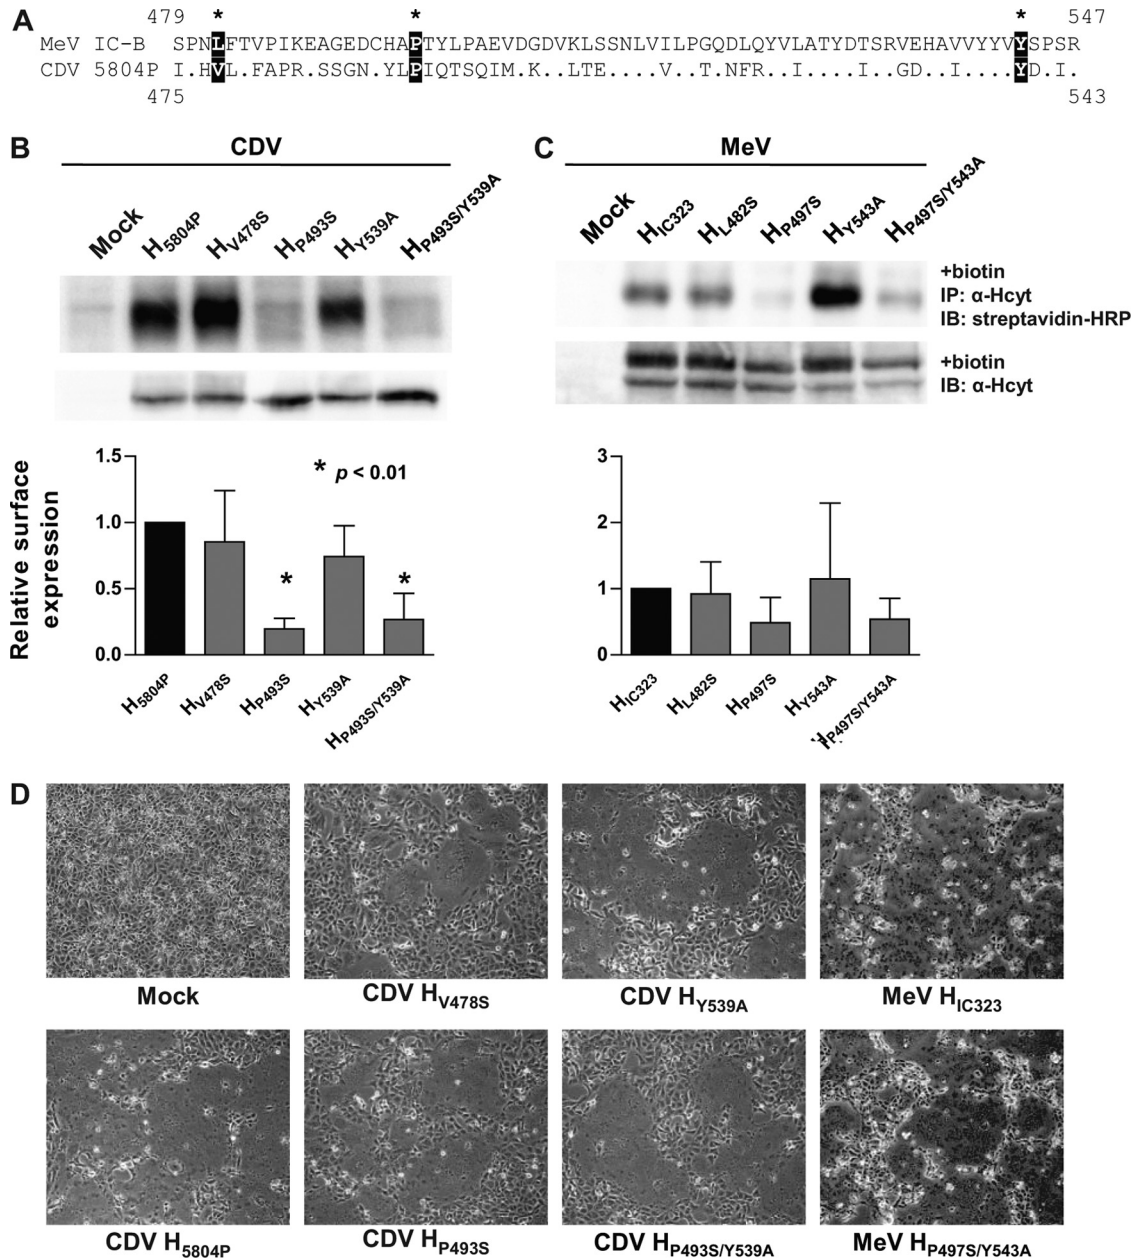 A
479 * * * 547
MeV IC-B SPNLFTVPIKEAGEDCHAPTYLPAEVDGDVKLSSNLVILPGQDLQYVLATYDTSRVEHAVVYYVYSPSR
CDV 5804P I.HVL.FAPR.SSGN.YLPIQTSQIM.K..LTE....V..T.NFR..I....I..GD..I....YD.I.
475 543
B
CDV
Mock H5804P HV478S HP493S HY539A HP493S/Y539A
C
MeV
Mock HIC323 HL482S HP497S HY543A HP497S/Y543A
+biotin
IP: α-Hcyt
IB: streptavidin-HRP
+biotin
IB: α-Hcyt
Relative surface
expression
1.5
1.0
0.5
0.0
* p < 0.01
* *
H5804P HV478S HP493S HY539A HP493S/Y539A
3
2
1
0
HIC323 HL482S HP497S HY543A HP497S/Y543A
D
Mock CDV HV478S CDV HY539A MeV HIC323
CDV H5804P CDV HP493S CDV HP493S/Y539A MeV HP497S/Y543A